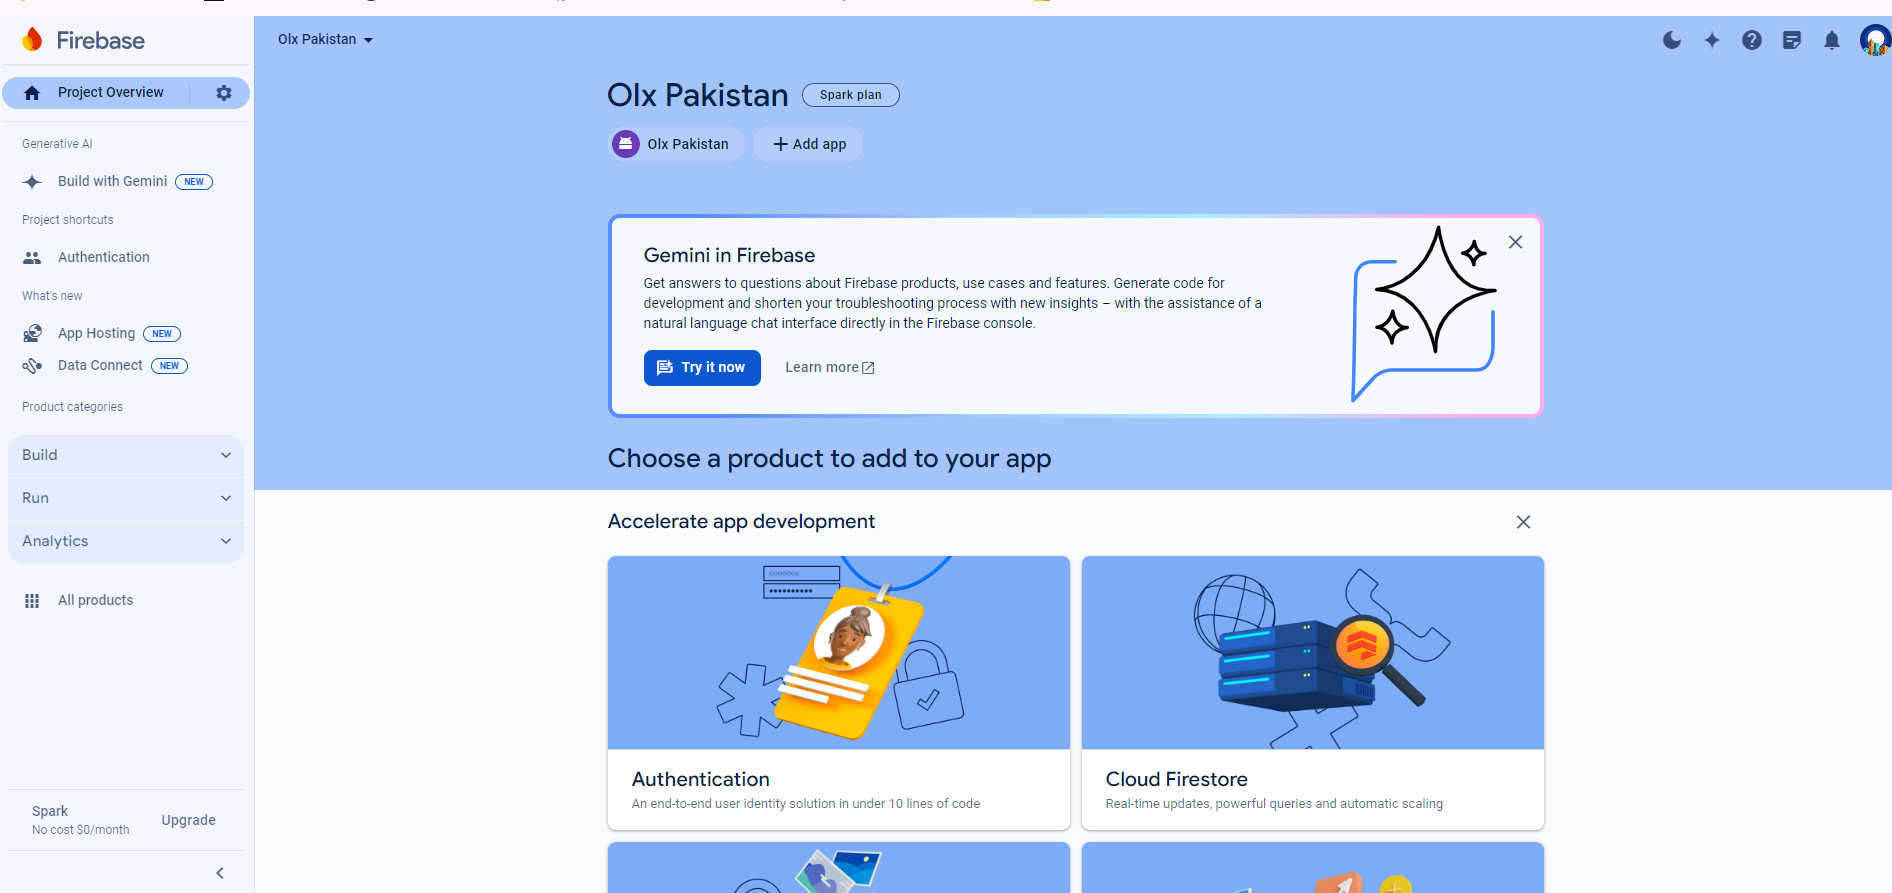 Firebase
Olx Pakistan
Project Overview
Generative AI
Build with Gemini NEW
Project shortcuts
Authentication
What's new
App Hosting NEW
Data Connect NEW
Product categories
Build
Run
Analytics
All products
Spark
No cost $0/month
Upgrade
Olx Pakistan Spark plan
Olx Pakistan Add app
Gemini in Firebase
Get answers to questions about Firebase products, use cases and features. Generate code for
development and shorten your troubleshooting process with new insights – with the assistance of a
natural language chat interface directly in the Firebase console.
Try it now Learn more
Choose a product to add to your app
Accelerate app development
Authentication
An end-to-end user identity solution in under 10 lines of code
Cloud Firestore
Real-time updates, powerful queries and automatic scaling